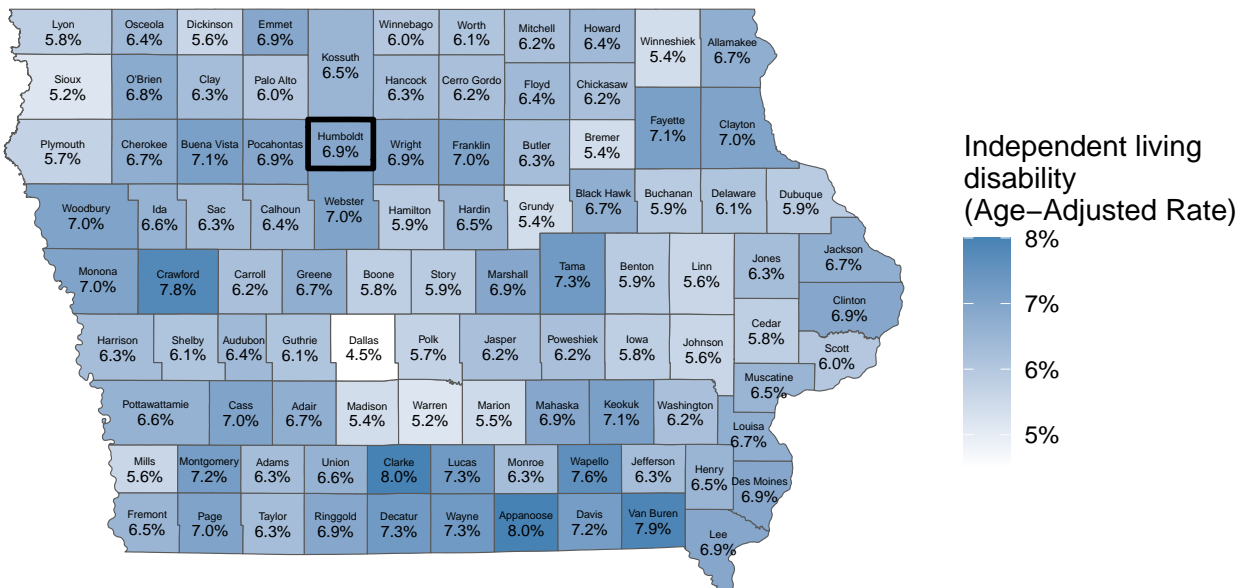 Lyon
5.8%
Osceola
6.4%
Dickinson
5.6%
Emmet
6.9%
Kossuth
6.5%
Winnebago
6.0%
Worth
6.1%
Mitchell
6.2%
Howard
6.4%
Winneshiek
5.4%
Allamakee
6.7%
Sioux
5.2%
O'Brien
6.8%
Clay
6.3%
Palo Alto
6.0%
Hancock
6.3%
Cerro Gordo
6.2%
Floyd
6.4%
Chickasaw
6.2%
Plymouth
5.7%
Cherokee
6.7%
Buena Vista
7.1%
Pocahontas
6.9%
Humboldt
6.9%
Wright
6.9%
Franklin
7.0%
Butler
6.3%
Bremer
5.4%
Fayette
7.1%
Clayton
7.0%
Woodbury
7.0%
Ida
6.6%
Sac
6.3%
Calhoun
6.4%
Webster
7.0%
Hamilton
5.9%
Hardin
6.5%
Grundy
5.4%
Black Hawk
6.7%
Buchanan
5.9%
Delaware
6.1%
Dubuque
5.9%
Monona
7.0%
Crawford
7.8%
Carroll
6.2%
Greene
6.7%
Boone
5.8%
Story
5.9%
Marshall
6.9%
Tama
7.3%
Benton
5.9%
Linn
5.6%
Jones
6.3%
Jackson
6.7%
Clinton
6.9%
Harrison
6.3%
Shelby
6.1%
Audubon
6.4%
Guthrie
6.1%
Dallas
4.5%
Polk
5.7%
Jasper
6.2%
Poweshiek
6.2%
Iowa
5.8%
Johnson
5.6%
Cedar
5.8%
Scott
6.0%
Muscatine
6.5%
Pottawattamie
6.6%
Cass
7.0%
Adair
6.7%
Madison
5.4%
Warren
5.2%
Marion
5.5%
Mahaska
6.9%
Keokuk
7.1%
Washington
6.2%
Louisa
6.7%
Mills
5.6%
Montgomery
7.2%
Adams
6.3%
Union
6.6%
Clarke
8.0%
Lucas
7.3%
Monroe
6.3%
Wapello
7.6%
Jefferson
6.3%
Henry
6.5%
Des Moines
6.9%
Fremont
6.5%
Page
7.0%
Taylor
6.3%
Ringgold
6.9%
Decatur
7.3%
Wayne
7.3%
Appanoose
8.0%
Davis
7.2%
Van Buren
7.9%
Lee
6.9%
Independent living
disability
(Age−Adjusted Rate)
8%
7%
6%
5%